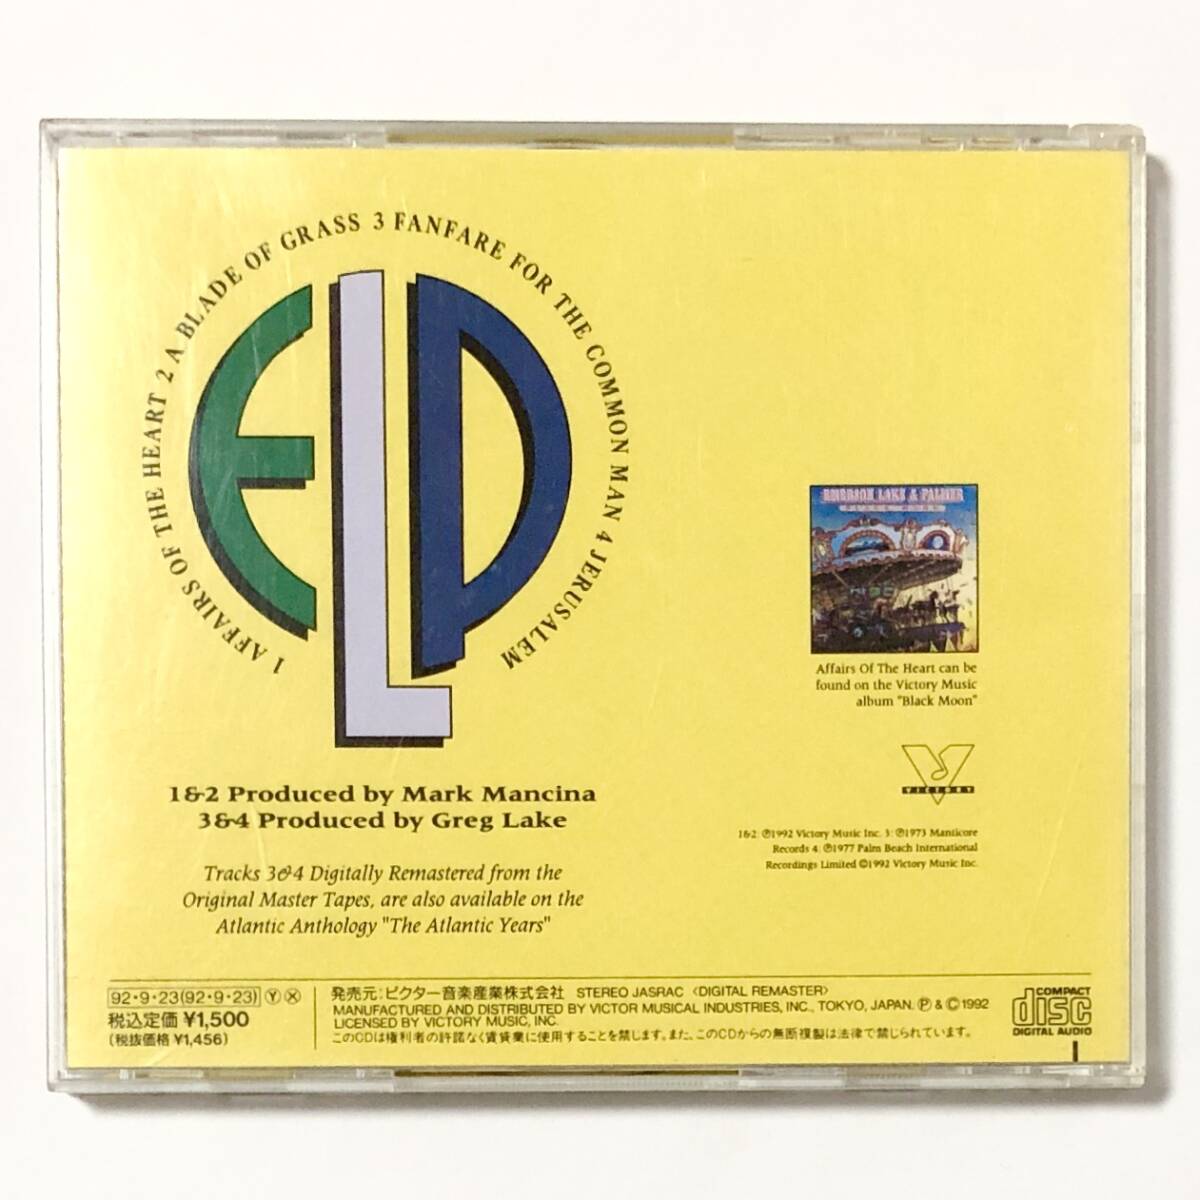 1 AFFAIRS OF THE HEART 2 A BLADE OF GRASS 3 FANFARE FOR THE COMMON MAN 4 JERUSALEM
ELP
1&2 Produced by Mark Mancina
3&4 Produced by Greg Lake
Tracks 3&4 Digitally Remastered from the
Original Master Tapes, are also available on the
Atlantic Anthology "The Atlantic Years"
EMERSON LAKE & PALMER
BLACK MOON
Affairs Of The Heart can be
found on the Victory Music
album "Black Moon"
VICTORY
1&2: ℗1992 Victory Music Inc. 3: ℗1973 Manticore
Records 4: ℗1977 Palm Beach International
Recordings Limited ©1992 Victory Music Inc.
92・9・23(92・9・23) Ⓨ Ⓧ
税込定価 ¥1,500
(税抜価格 ¥1,456)
発売元:ビクター音楽産業株式会社 STEREO JASRAC 〈DIGITAL REMASTER〉
MANUFACTURED AND DISTRIBUTED BY VICTOR MUSICAL INDUSTRIES, INC., TOKYO, JAPAN. ℗ & © 1992
LICENSED BY VICTORY MUSIC, INC.
このCDは権利者の許諾なく賃貸業に使用することを禁じます。また、このCDからの無断複製は法律で禁じられています。
COMPACT
disc
DIGITAL AUDIO